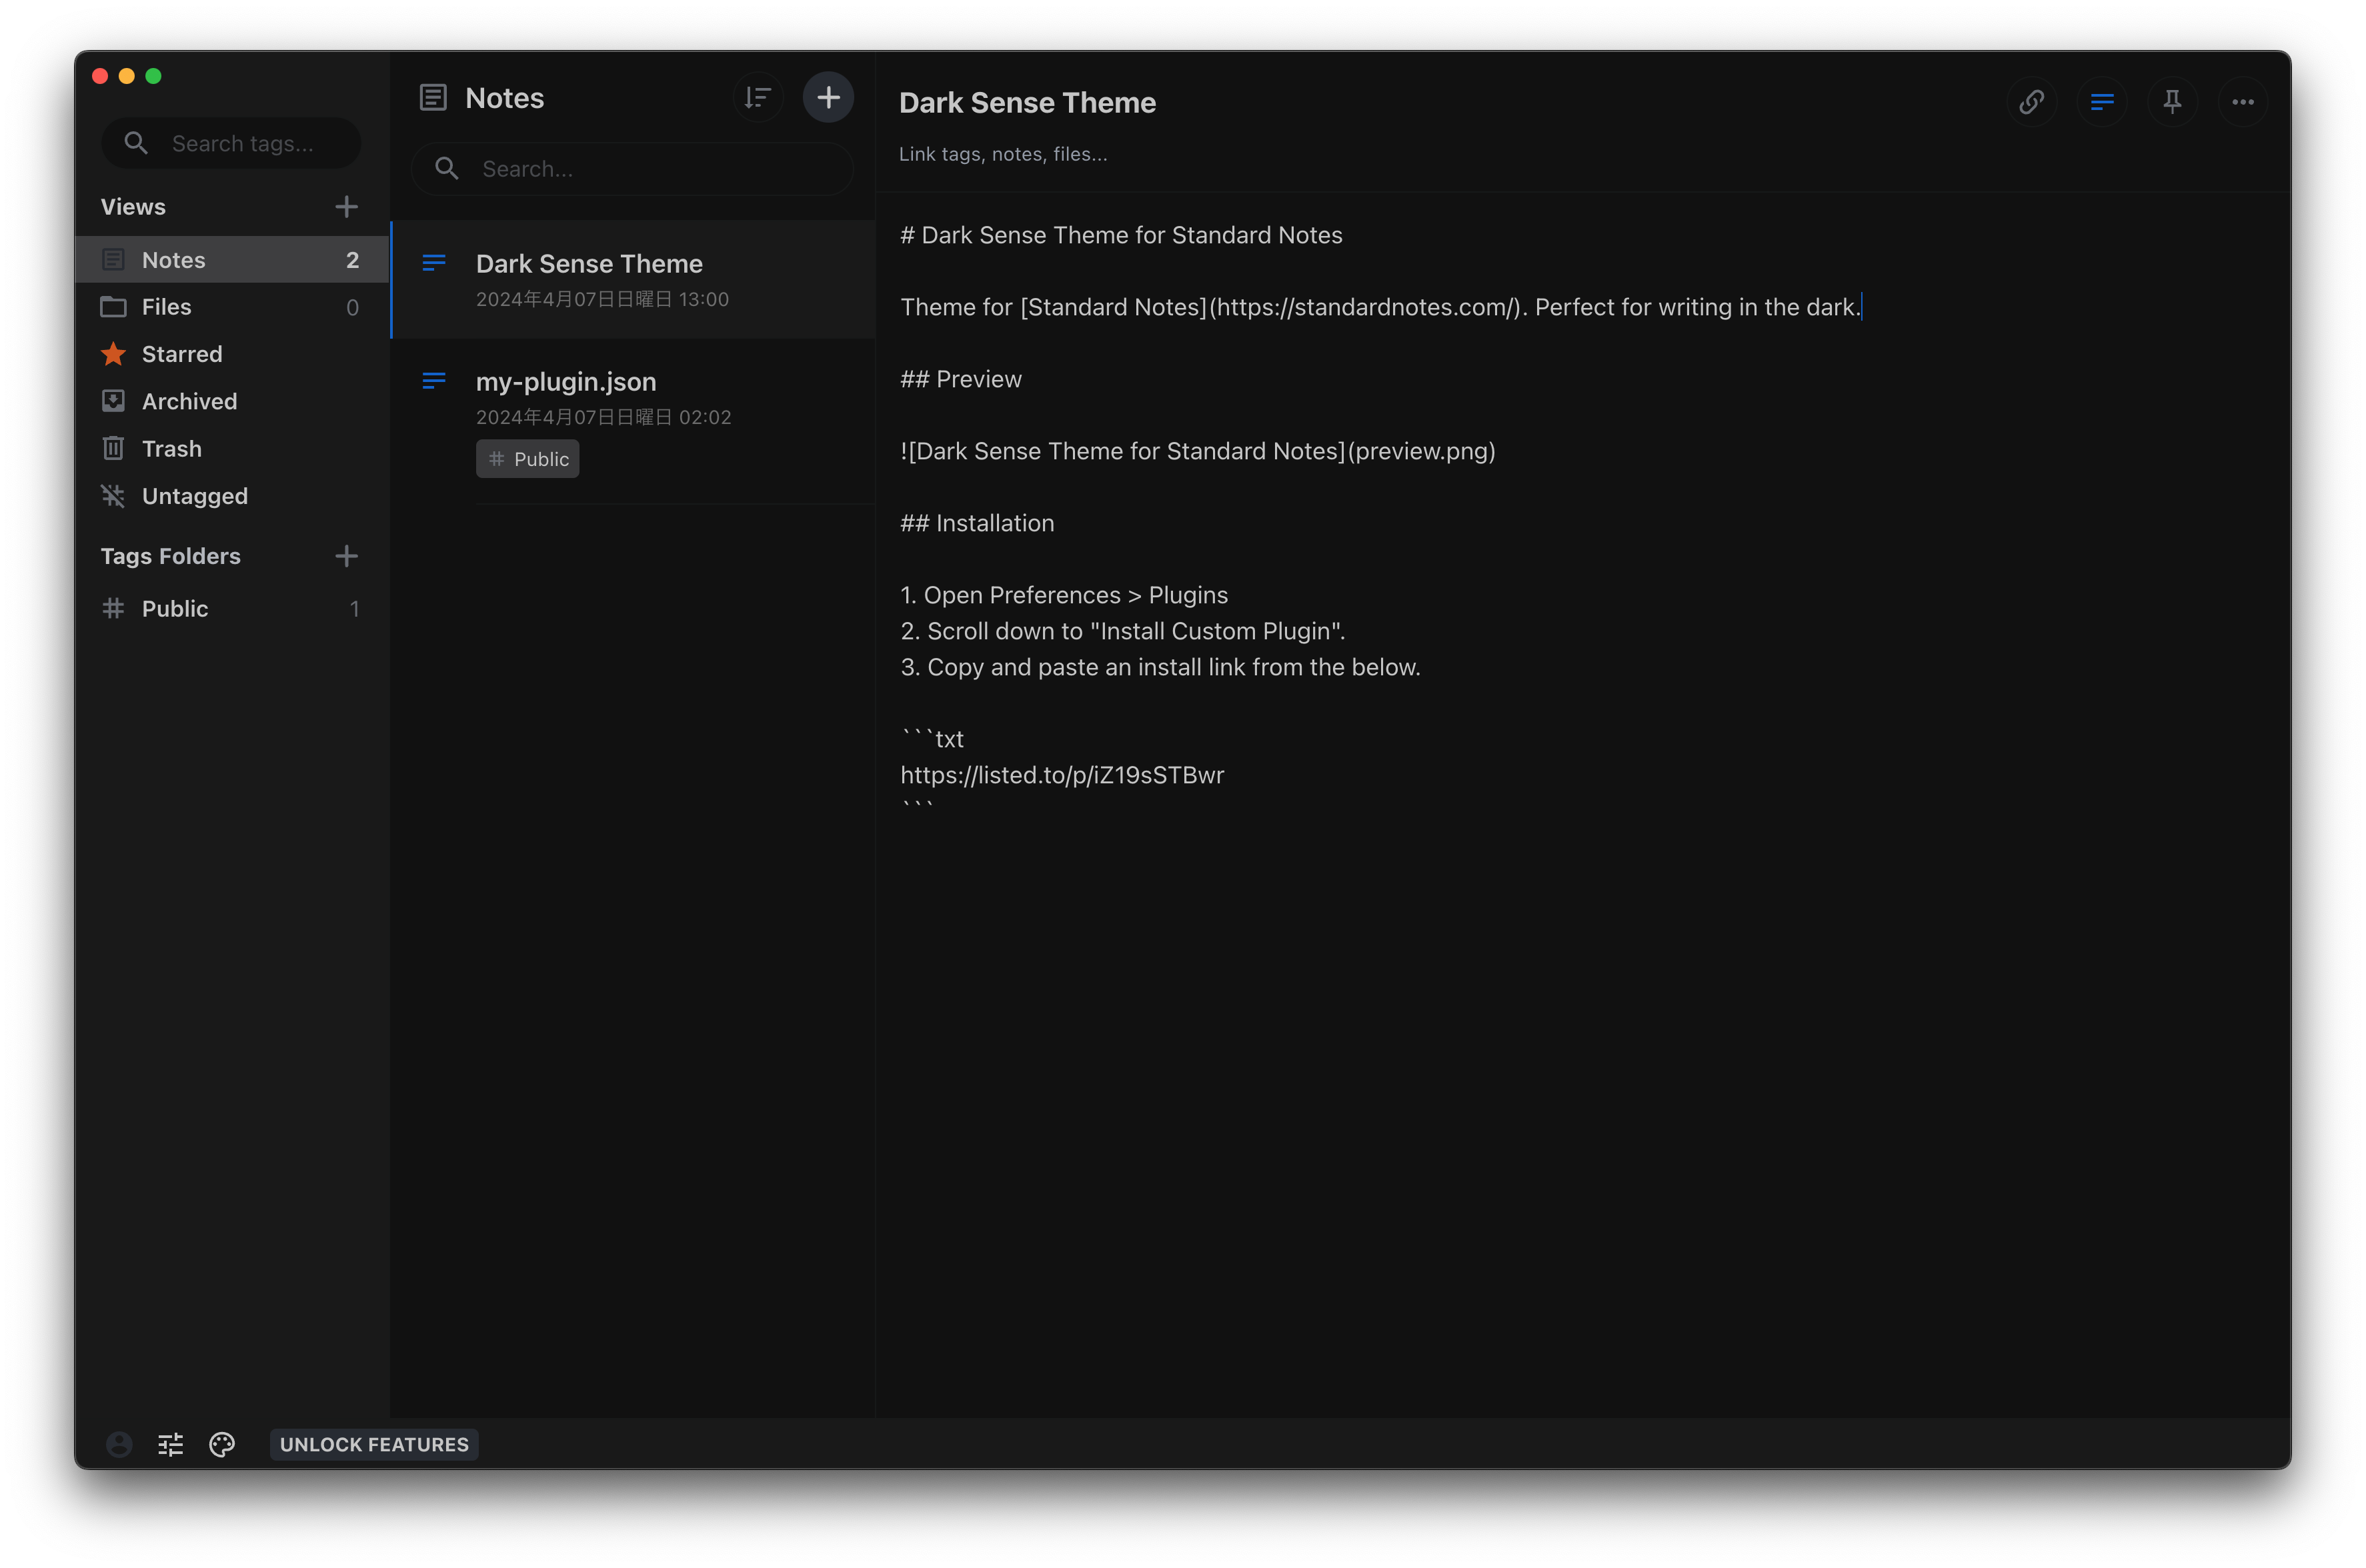 Search tags...
Views
Notes 2
Files 0
Starred
Archived
Trash
Untagged
Tags Folders
Public 1
Notes
Search...
Dark Sense Theme
2024年4月07日日曜日 13:00
my-plugin.json
2024年4月07日日曜日 02:02
Public
Dark Sense Theme
Link tags, notes, files...
# Dark Sense Theme for Standard Notes
Theme for [Standard Notes](https://standardnotes.com/). Perfect for writing in the dark.
## Preview
![Dark Sense Theme for Standard Notes](preview.png)
## Installation
1. Open Preferences > Plugins
2. Scroll down to "Install Custom Plugin".
3. Copy and paste an install link from the below.
```txt
https://listed.to/p/iZ19sSTBwr
```
UNLOCK FEATURES